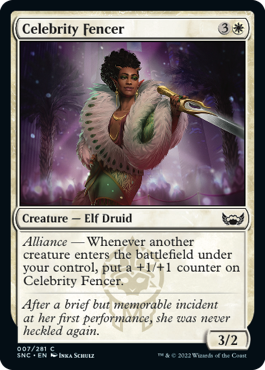 Celebrity Fencer 3
Creature — Elf Druid
Alliance — Whenever another
creature enters the battlefield under
your control, put a +1/+1 counter on
Celebrity Fencer.
After a brief but memorable incident
at her first performance, she was never
heckled again.
3/2
007/281 C
SNC • EN Inka Schulz
™ & © 2022 Wizards of the Coast